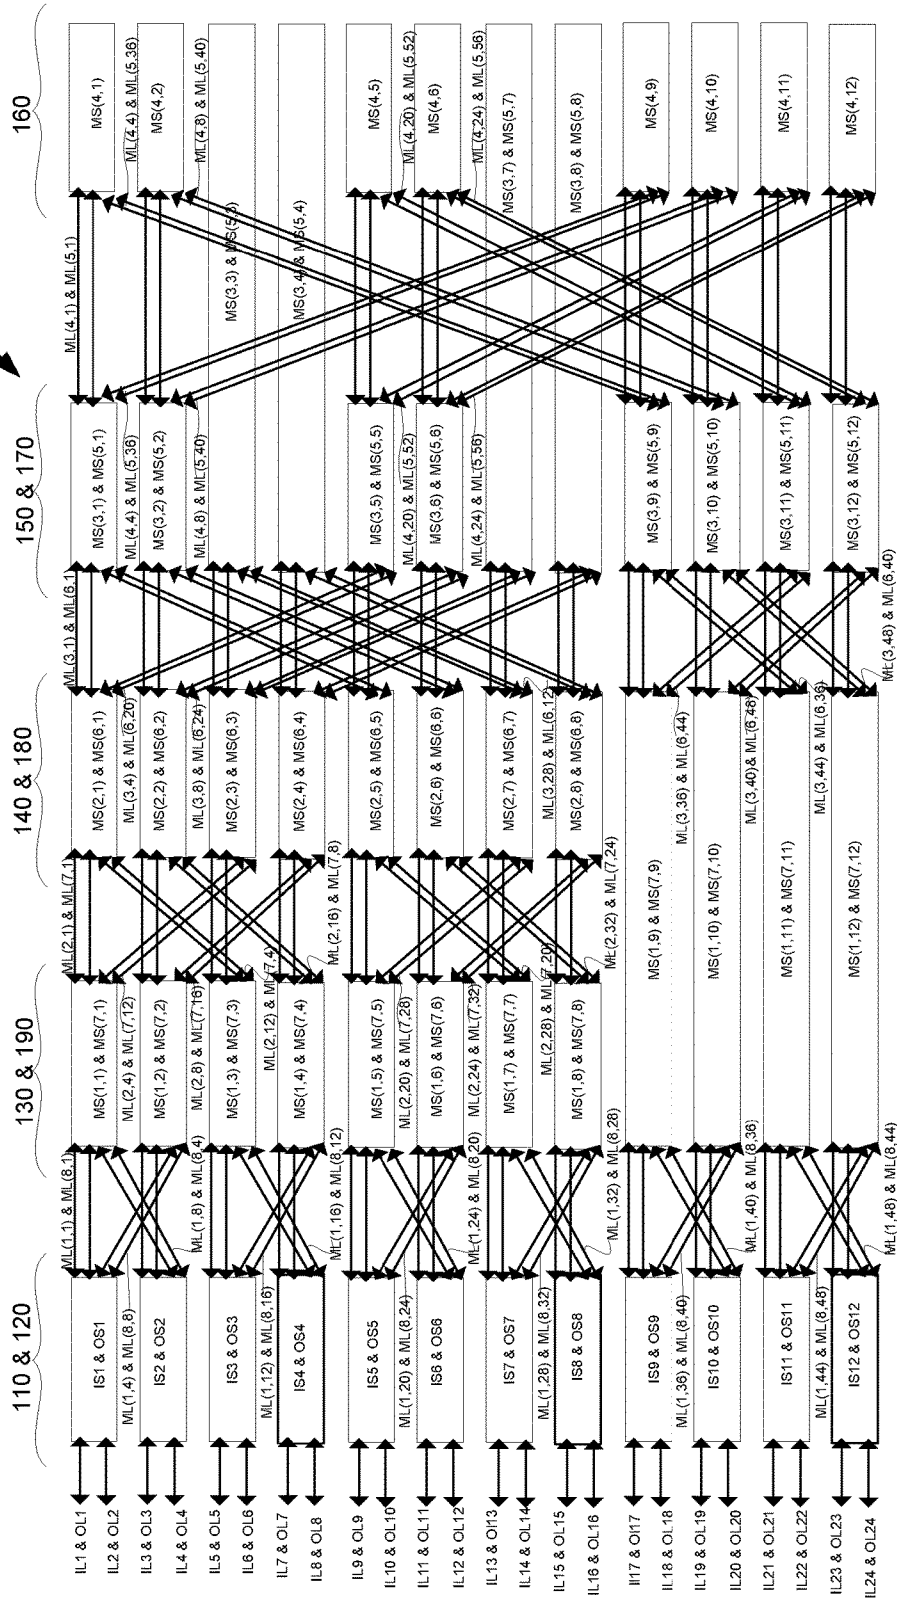 110 & 120
130 & 190
140 & 180
150 & 170
160
IL1 & OL1
IL2 & OL2
IS1 & OS1
ML(1,1) & ML(8,1)
MS(1,1) & MS(7,1)
ML(2,1) & ML(7,1)
MS(2,1) & MS(6,1)
ML(3,1) & ML(6,1
MS(3,1) & MS(5,1)
ML(4,1) & ML(5,1)
MS(4,1)
ML(1,4) & ML(8,8)
ML(2,4) & ML(7,12)
ML(3,4) & ML(6,20)
ML(4,4) & ML(5,36)
ML(4,4) & ML(5,36)
IL3 & OL3
IL4 & OL4
IS2 & OS2
MS(1,2) & MS(7,2)
MS(2,2) & MS(6,2)
MS(3,2) & MS(5,2)
MS(4,2)
ML(1,8) & ML(8,4)
ML(2,8) & ML(7,16)
ML(3,8) & ML(6,24)
ML(4,8) & ML(5,40)
ML(4,8) & ML(5,40)
IL5 & OL5
IL6 & OL6
IS3 & OS3
MS(1,3) & MS(7,3)
MS(2,3) & MS(6,3)
MS(3,3) & MS(5,3)
ML(1,12) & ML(8,16)
ML(2,12) & ML(7,4)
IL7 & OL7
IL8 & OL8
IS4 & OS4
MS(1,4) & MS(7,4)
MS(2,4) & MS(6,4)
MS(3,4) & MS(5,4)
ML(1,16) & ML(8,12)
ML(2,16) & ML(7,8)
IL9 & OL9
IL10 & OL10
IS5 & OS5
MS(1,5) & MS(7,5)
MS(2,5) & MS(6,5)
MS(3,5) & MS(5,5)
MS(4,5)
ML(1,20) & ML(8,24)
ML(2,20) & ML(7,28)
ML(4,20) & ML(5,52)
ML(4,20) & ML(5,52)
IL11 & OL11
IL12 & OL12
IS6 & OS6
MS(1,6) & MS(7,6)
MS(2,6) & MS(6,6)
MS(3,6) & MS(5,6)
MS(4,6)
ML(1,24) & ML(8,20)
ML(2,24) & ML(7,32)
ML(4,24) & ML(5,56)
ML(4,24) & ML(5,56)
IL13 & Ol13
IL14 & OL14
IS7 & OS7
MS(1,7) & MS(7,7)
MS(2,7) & MS(6,7)
MS(3,7) & MS(5,7)
ML(1,28) & ML(8,32)
ML(2,28) & ML(7,20)
ML(3,28) & ML(6,12)
IL15 & OL15
IL16 & OL16
IS8 & OS8
MS(1,8) & MS(7,8)
MS(2,8) & MS(6,8)
MS(3,8) & MS(5,8)
ML(1,32) & ML(8,28)
ML(2,32) & ML(7,24)
Il17 & Ol17
IL18 & OL18
IS9 & OS9
MS(1,9) & MS(7,9)
MS(3,9) & MS(5,9)
MS(4,9)
ML(1,36) & ML(8,40)
ML(3,36) & ML(6,44)
IL19 & OL19
IL20 & OL20
IS10 & OS10
MS(1,10) & MS(7,10)
MS(3,10) & MS(5,10)
MS(4,10)
ML(1,40) & ML(8,36)
ML(3,40)& ML(6,48)
IL21 & OL21
IL22 & OL22
IS11 & OS11
MS(1,11) & MS(7,11)
MS(3,11) & MS(5,11)
MS(4,11)
ML(1,44) & ML(8,48)
ML(3,44) & ML(6,36)
IL23 & OL23
IL24 & OL24
IS12 & OS12
MS(1,12) & MS(7,12)
MS(3,12) & MS(5,12)
MS(4,12)
ML(1,48) & ML(8,44)
ML(3,48) & ML(6,40)